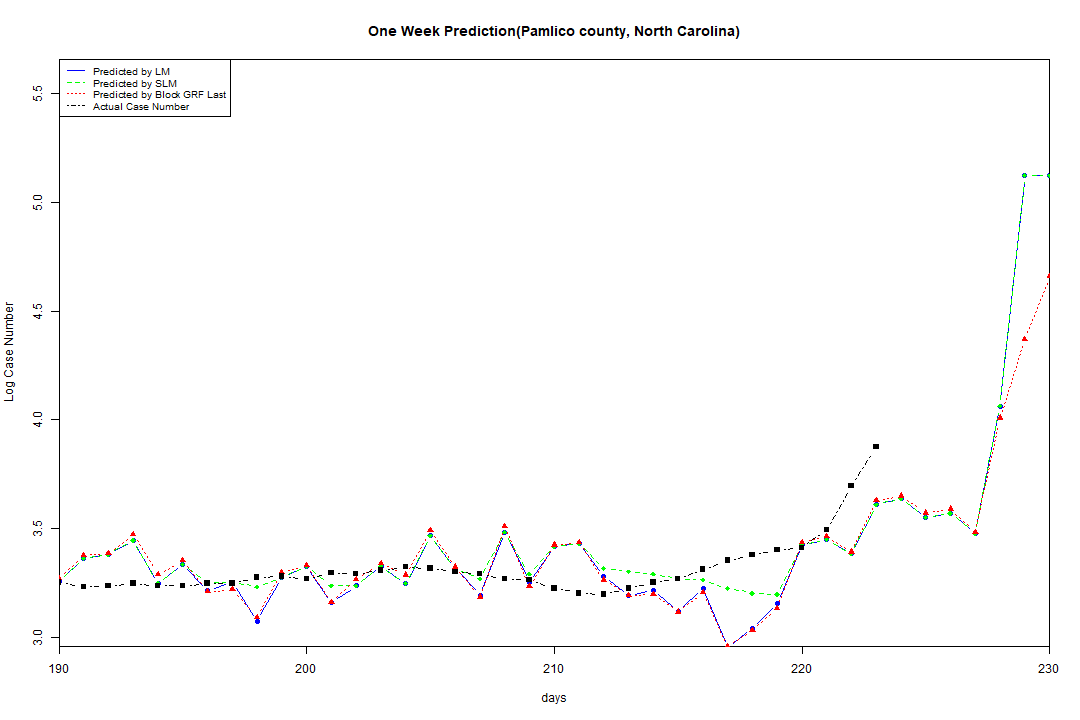 One Week Prediction(Pamlico county, North Carolina)
Predicted by LM
Predicted by SLM
Predicted by Block GRF Last
Actual Case Number
5.5
5.0
4.5
4.0
3.5
3.0
Log Case Number
190
200
210
220
230
days